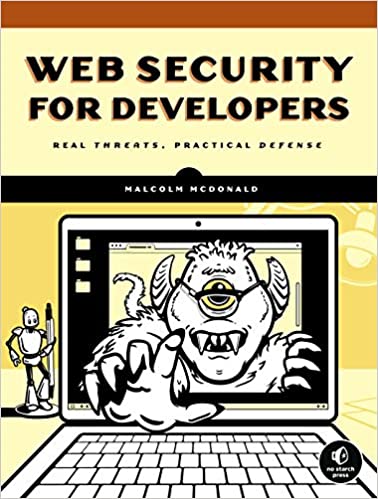 WEB SECURITY
FOR DEVELOPERS
REAL THREATS, PRACTICAL DEFENSE
MALCOLM MCDONALD
no starch
press